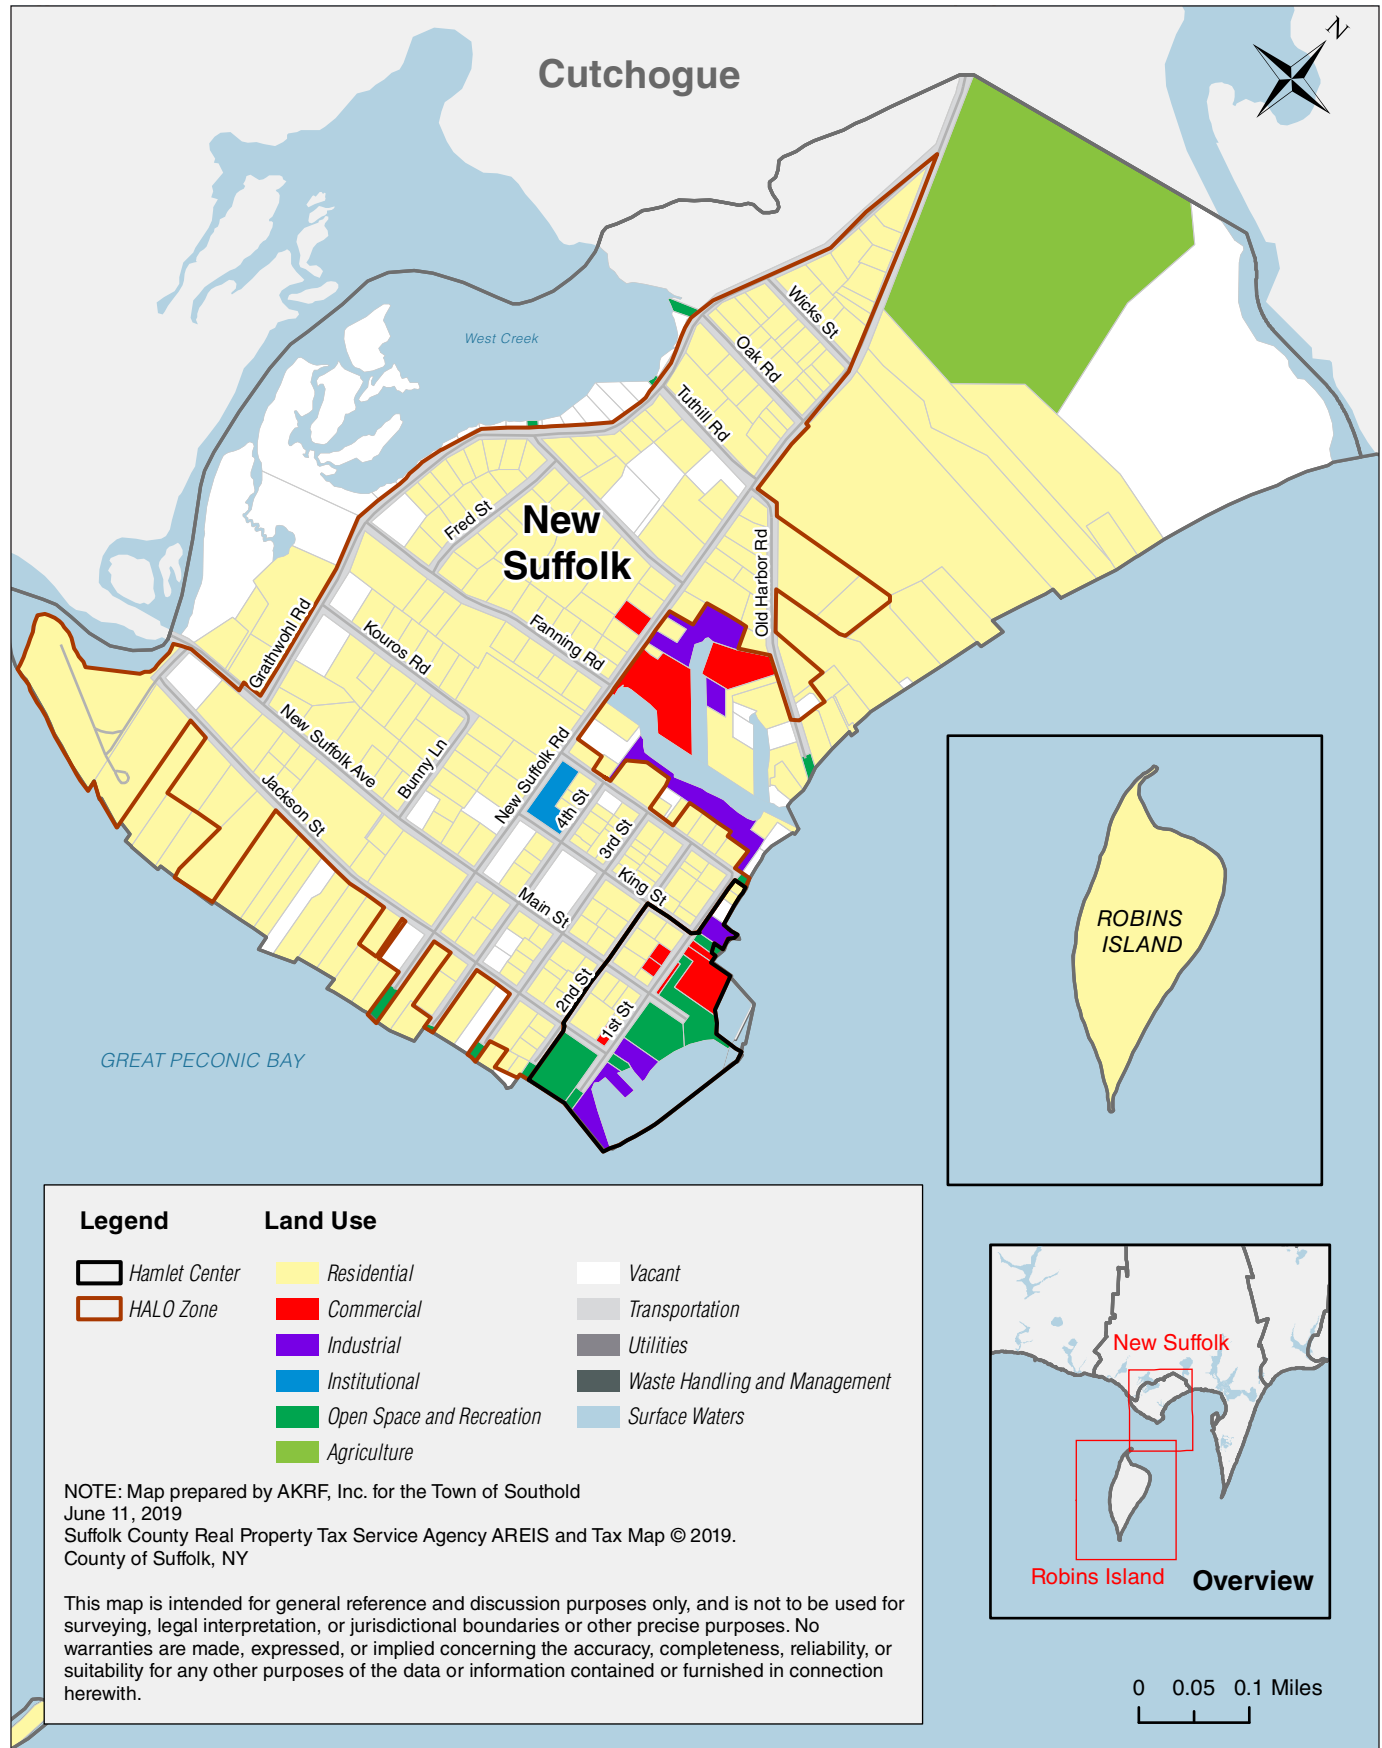 N
Cutchogue
West Creek
Wicks St
Oak Rd
Tuthill Rd
Fred St
New
Suffolk
Old Harbor Rd
Grathwohl Rd
Kouros Rd
Fanning Rd
New Suffolk Ave
Bunny Ln
New Suffolk Rd
Jackson St
4th St
3rd St
King St
Main St
2nd St
1st St
ROBINS
ISLAND
GREAT PECONIC BAY
Legend
Hamlet Center
HALO Zone
Land Use
Residential
Commercial
Industrial
Institutional
Open Space and Recreation
Agriculture
Vacant
Transportation
Utilities
Waste Handling and Management
Surface Waters
NOTE: Map prepared by AKRF, Inc. for the Town of Southold
June 11, 2019
Suffolk County Real Property Tax Service Agency AREIS and Tax Map © 2019.
County of Suffolk, NY
This map is intended for general reference and discussion purposes only, and is not to be used for
surveying, legal interpretation, or jurisdictional boundaries or other precise purposes. No
warranties are made, expressed, or implied concerning the accuracy, completeness, reliability, or
suitability for any other purposes of the data or information contained or furnished in connection
herewith.
New Suffolk
Robins Island
Overview
0 0.05 0.1 Miles